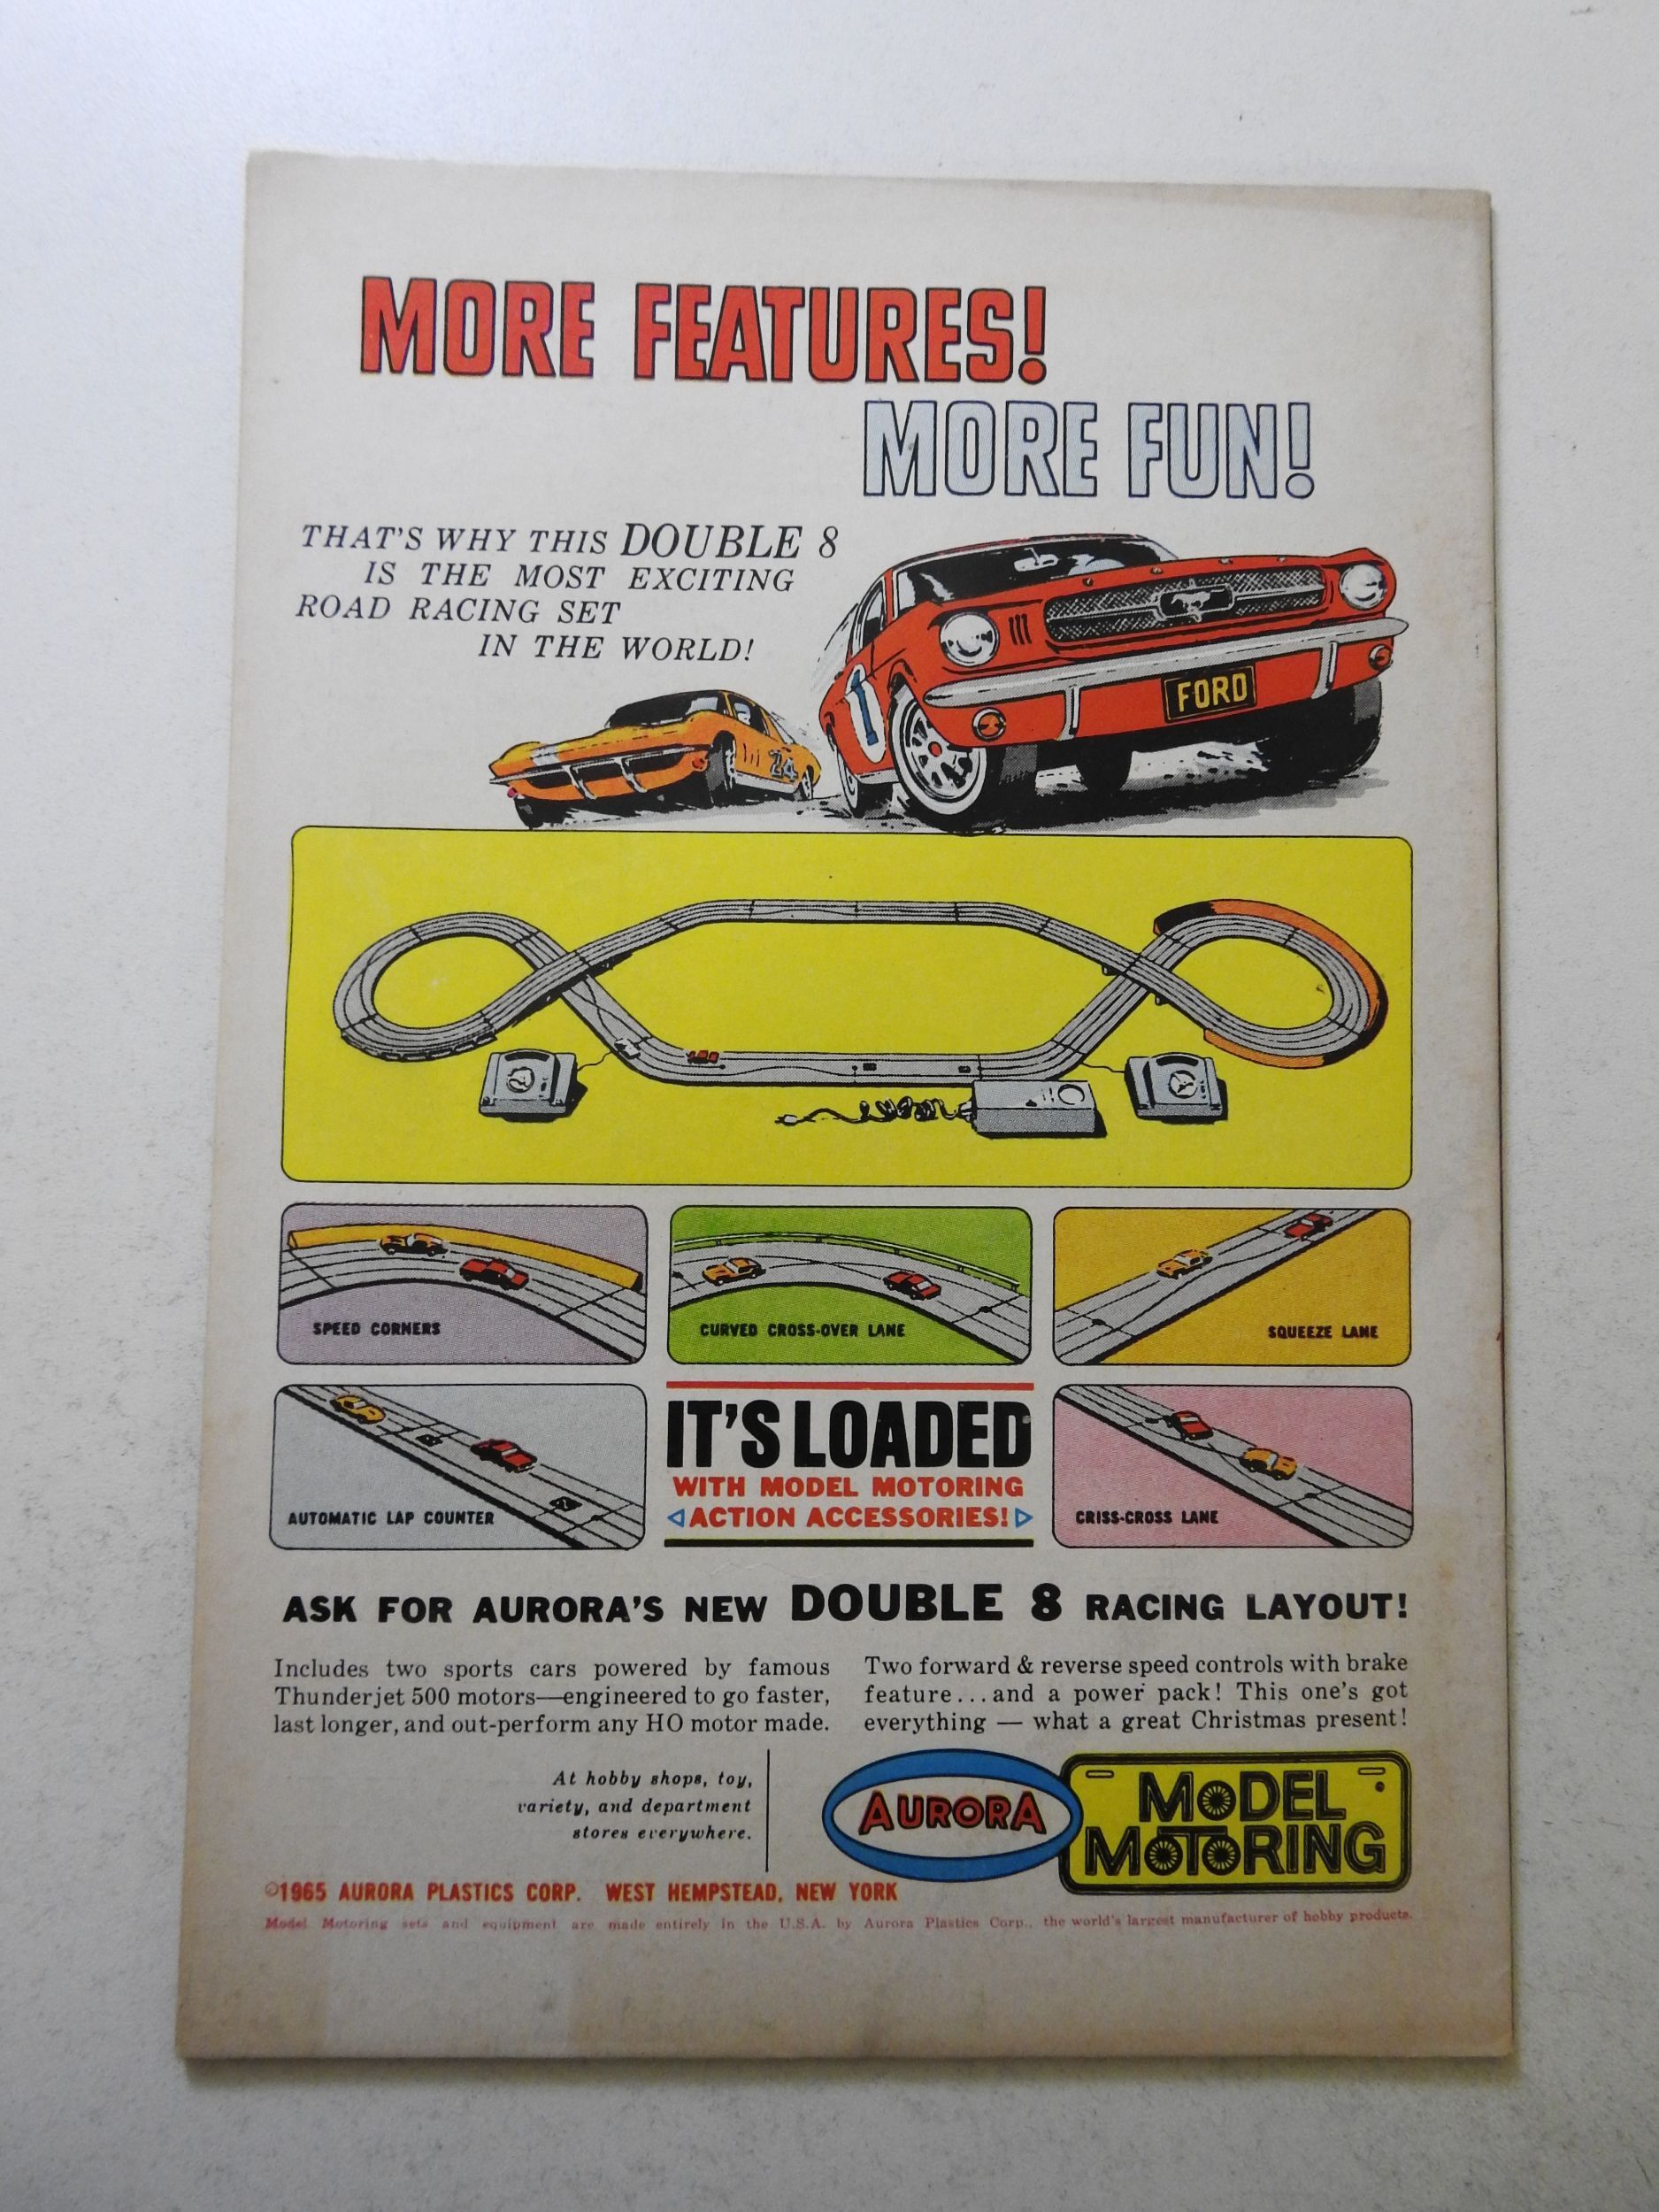 MORE FEATURES!
MORE FUN!
THAT'S WHY THIS DOUBLE 8
IS THE MOST EXCITING
ROAD RACING SET
IN THE WORLD!
FORD
1
24
SPEED CORNERS
CURVED CROSS-OVER LANE
SQUEEZE LANE
AUTOMATIC LAP COUNTER
IT'S LOADED
WITH MODEL MOTORING
ACTION ACCESSORIES!
CRISS-CROSS LANE
ASK FOR AURORA'S NEW DOUBLE 8 RACING LAYOUT!
Includes two sports cars powered by famous
Thunderjet 500 motors—engineered to go faster,
last longer, and out-perform any HO motor made.
Two forward & reverse speed controls with brake
feature...and a power pack! This one's got
everything — what a great Christmas present!
At hobby shops, toy,
variety, and department
stores everywhere.
AURORA
MODEL
MOTORING
©1965 AURORA PLASTICS CORP. WEST HEMPSTEAD, NEW YORK
Model Motoring sets and equipment are made entirely in the U.S.A. by Aurora Plastics Corp., the world's largest manufacturer of hobby products.